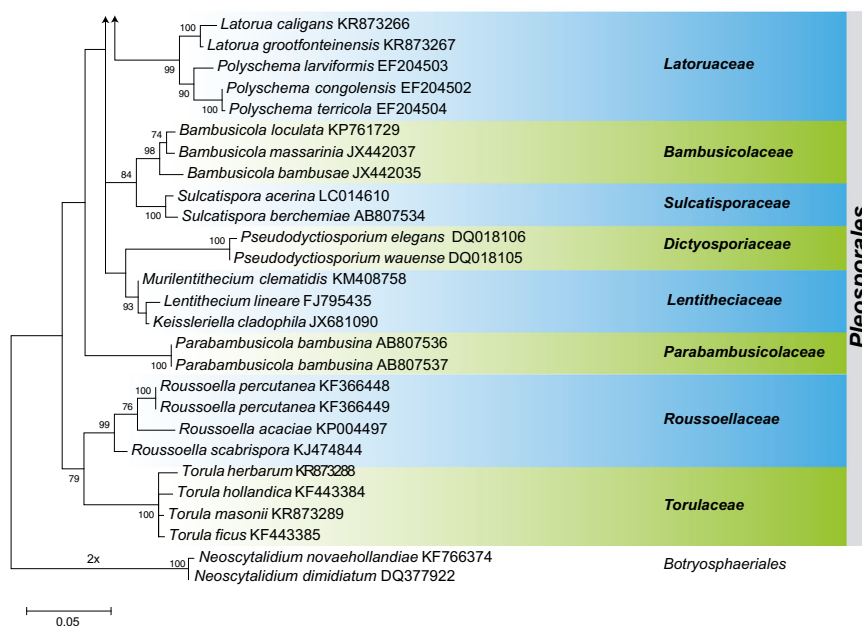 Latorua caligans KR873266
100
Latorua grootfonteinensis KR873267
99
Polyschema larviformis EF204503
Latoruaceae
90
Polyschema congolensis EF204502
100
Polyschema terricola EF204504
Bambusicola loculata KP761729
74
98
Bambusicola massarinia JX442037
Bambusicolaceae
84
Bambusicola bambusae JX442035
Sulcatispora acerina LC014610
Sulcatisporaceae
100
Sulcatispora berchemiae AB807534
Pseudodyctiosporium elegans DQ018106
100
Dictyosporiaceae
Pseudodyctiosporium wauense DQ018105
Murilentithecium clematidis KM408758
93
Lentithecium lineare FJ795435
Lentitheciaceae
Keissleriella cladophila JX681090
Parabambusicola bambusina AB807536
Parabambusicolaceae
100
Parabambusicola bambusina AB807537
Roussoella percutanea KF366448
100
Roussoella percutanea KF366449
76
Roussoellaceae
99
Roussoella acaciae KP004497
Roussoella scabrispora KJ474844
79
Torula herbarum KR873288
Torula hollandica KF443384
Torulaceae
100
Torula masonii KR873289
Torula ficus KF443385
Pleosporales
2x
Neoscytalidium novaehollandiae KF766374
100
Botryosphaeriales
Neoscytalidium dimidiatum DQ377922
0.05